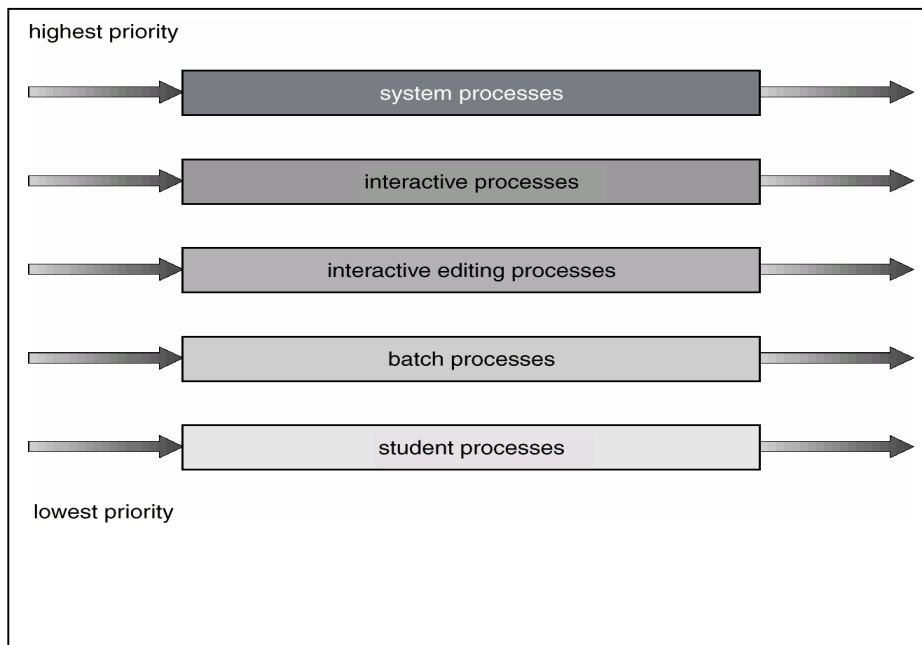 highest priority
system processes
interactive processes
interactive editing processes
batch processes
student processes
lowest priority